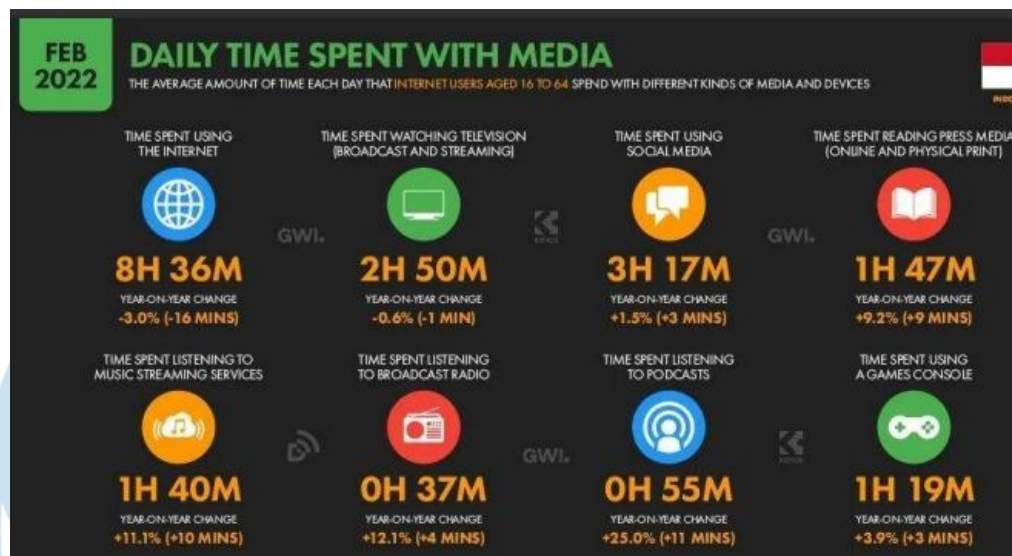 FEB
2022
DAILY TIME SPENT WITH MEDIA
THE AVERAGE AMOUNT OF TIME EACH DAY THAT INTERNET USERS AGED 16 TO 64 SPEND WITH DIFFERENT KINDS OF MEDIA AND DEVICES
TIME SPENT USING
THE INTERNET
8H 36M
YEAR-ON-YEAR CHANGE
-3.0% (-16 MINS)
TIME SPENT WATCHING TELEVISION
(BROADCAST AND STREAMING)
2H 50M
YEAR-ON-YEAR CHANGE
-0.6% (-1 MIN)
TIME SPENT USING
SOCIAL MEDIA
3H 17M
YEAR-ON-YEAR CHANGE
+1.5% (+3 MINS)
TIME SPENT READING PRESS MEDIA
(ONLINE AND PHYSICAL PRINT)
1H 47M
YEAR-ON-YEAR CHANGE
+9.2% (+9 MINS)
GWI.
GWI.
TIME SPENT LISTENING TO
MUSIC STREAMING SERVICES
1H 40M
YEAR-ON-YEAR CHANGE
+11.1% (+10 MINS)
TIME SPENT LISTENING
TO BROADCAST RADIO
0H 37M
YEAR-ON-YEAR CHANGE
+12.1% (+4 MINS)
TIME SPENT LISTENING
TO PODCASTS
0H 55M
YEAR-ON-YEAR CHANGE
+25.0% (+11 MINS)
TIME SPENT USING
A GAMES CONSOLE
1H 19M
YEAR-ON-YEAR CHANGE
+3.9% (+3 MINS)
GWI.